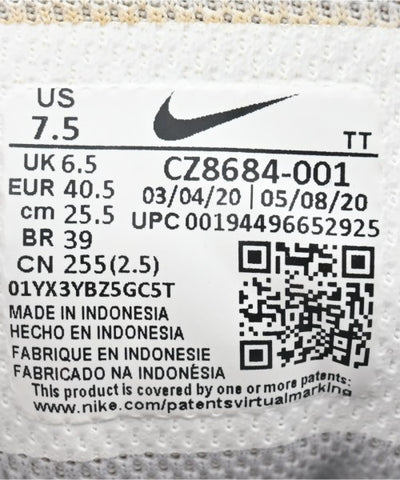 US
7.5
TT
UK 6.5
EUR 40.5
cm 25.5
BR 39
CN 255(2.5)
CZ8684-001
03/04/20 | 05/08/20
UPC 00194496652925
01YX3YBZ5GC5T
MADE IN INDONESIA
HECHO EN INDONESIA
FABRIQUE EN INDONESIE
FABRICADO NA INDONÉSIA
This product is covered by one or more patents:
www.nike.com/patentsvirtualmarking